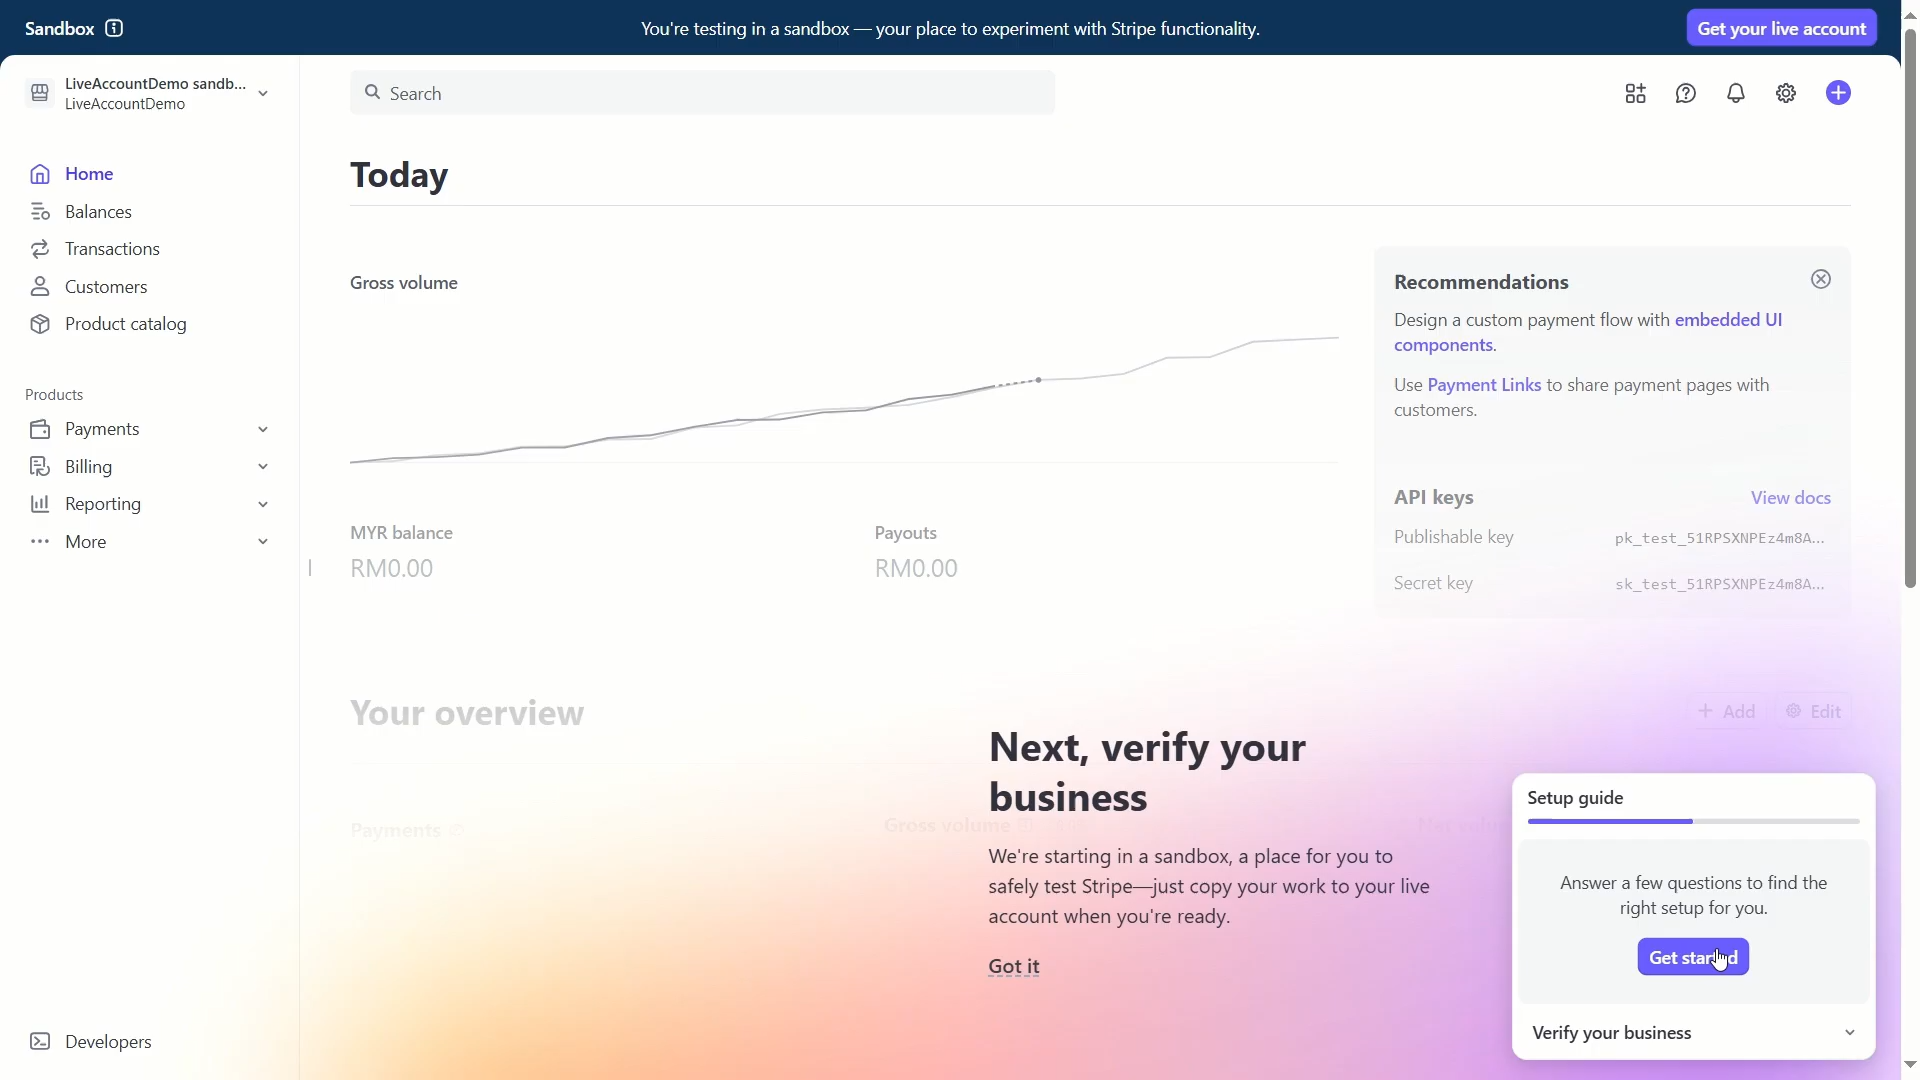 Sandbox
You're testing in a sandbox — your place to experiment with Stripe functionality.
Get your live account
LiveAccountDemo sandb...
LiveAccountDemo
Search
Home
Balances
Transactions
Customers
Product catalog
Products
Payments
Billing
Reporting
More
Developers
Today
Gross volume
MYR balance
RM0.00
Payouts
RM0.00
Recommendations
Design a custom payment flow with embedded UI
components.
Use Payment Links to share payment pages with
customers.
API keys
View docs
Publishable key
pk_test_51RPSXNPEz4m8A...
Secret key
sk_test_51RPSXNPEz4m8A...
Your overview
+ Add
Edit
Payments
Gross volume
Next, verify your
business
We're starting in a sandbox, a place for you to
safely test Stripe—just copy your work to your live
account when you're ready.
Got it
Setup guide
Answer a few questions to find the
right setup for you.
Get started
Verify your business